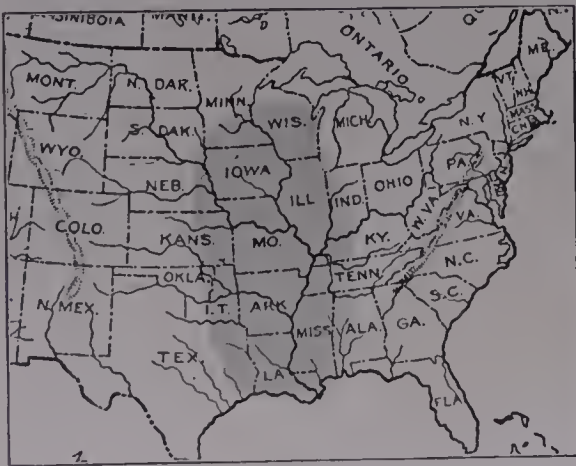 SINIBOIA
ONTARIO
ME.
MONT.
N. DAK.
MINN.
VT.
N.H.
MASS
WIS.
MICH.
N.Y
S. DAK.
WYO.
PA.
IOWA
NEB.
ILL
IND.
OHIO
W.VA
VA.
COLO.
KANS.
MO.
KY.
N.C.
TENN.
OKLA.
S.C.
N. MEX.
I.T.
ARK
MISS
ALA.
GA.
TEX.
LA
FLA